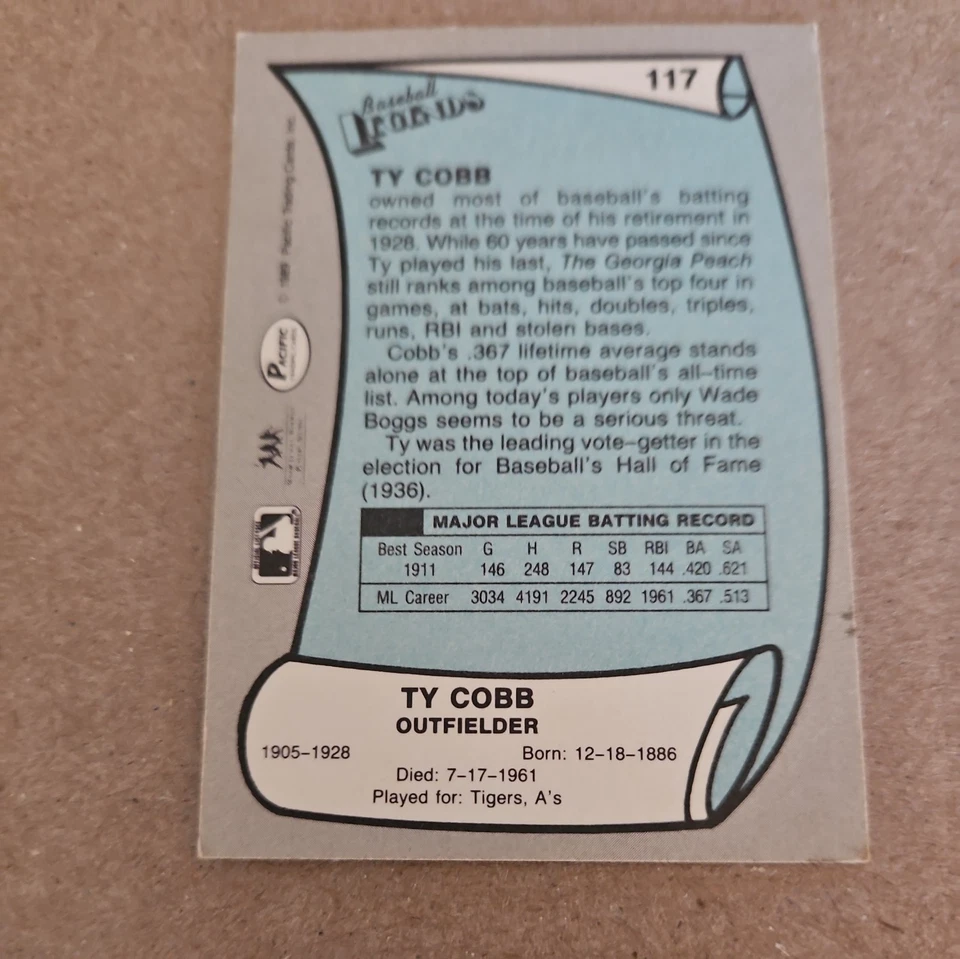 117
Baseball
LEGENDS
TY COBB
owned most of baseball's batting
records at the time of his retirement in
1928. While 60 years have passed since
Ty played his last, The Georgia Peach
still ranks among baseball's top four in
games, at bats, hits, doubles, triples,
runs, RBI and stolen bases.
Cobb's .367 lifetime average stands
alone at the top of baseball's all-time
list. Among today's players only Wade
Boggs seems to be a serious threat.
Ty was the leading vote-getter in the
election for Baseball's Hall of Fame
(1936).
MAJOR LEAGUE BATTING RECORD
Best Season G H R SB RBI BA SA
1911 146 248 147 83 144 .420 .621
ML Career 3034 4191 2245 892 1961 .367 .513
TY COBB
OUTFIELDER
1905-1928 Born: 12-18-1886
Died: 7-17-1961
Played for: Tigers, A's
© 1989 Pacific Trading Cards, Inc.
PACIFIC